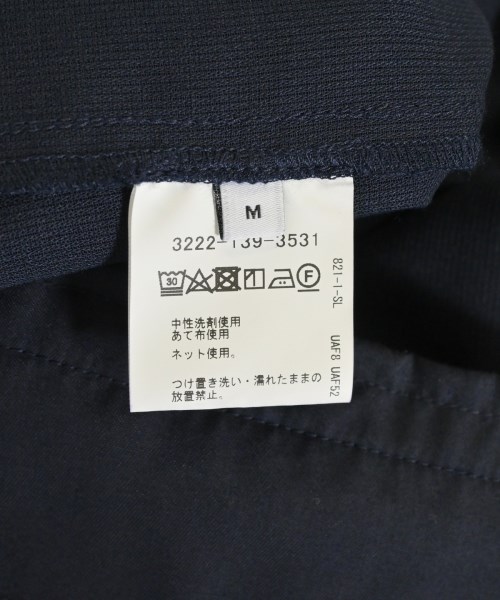 M
3222-139-3531
30 F
中性洗剤使用
あて布使用
ネット使用。
つけ置き洗い・濡れたままの
放置禁止。
821-I-SL UAF8 UAF52